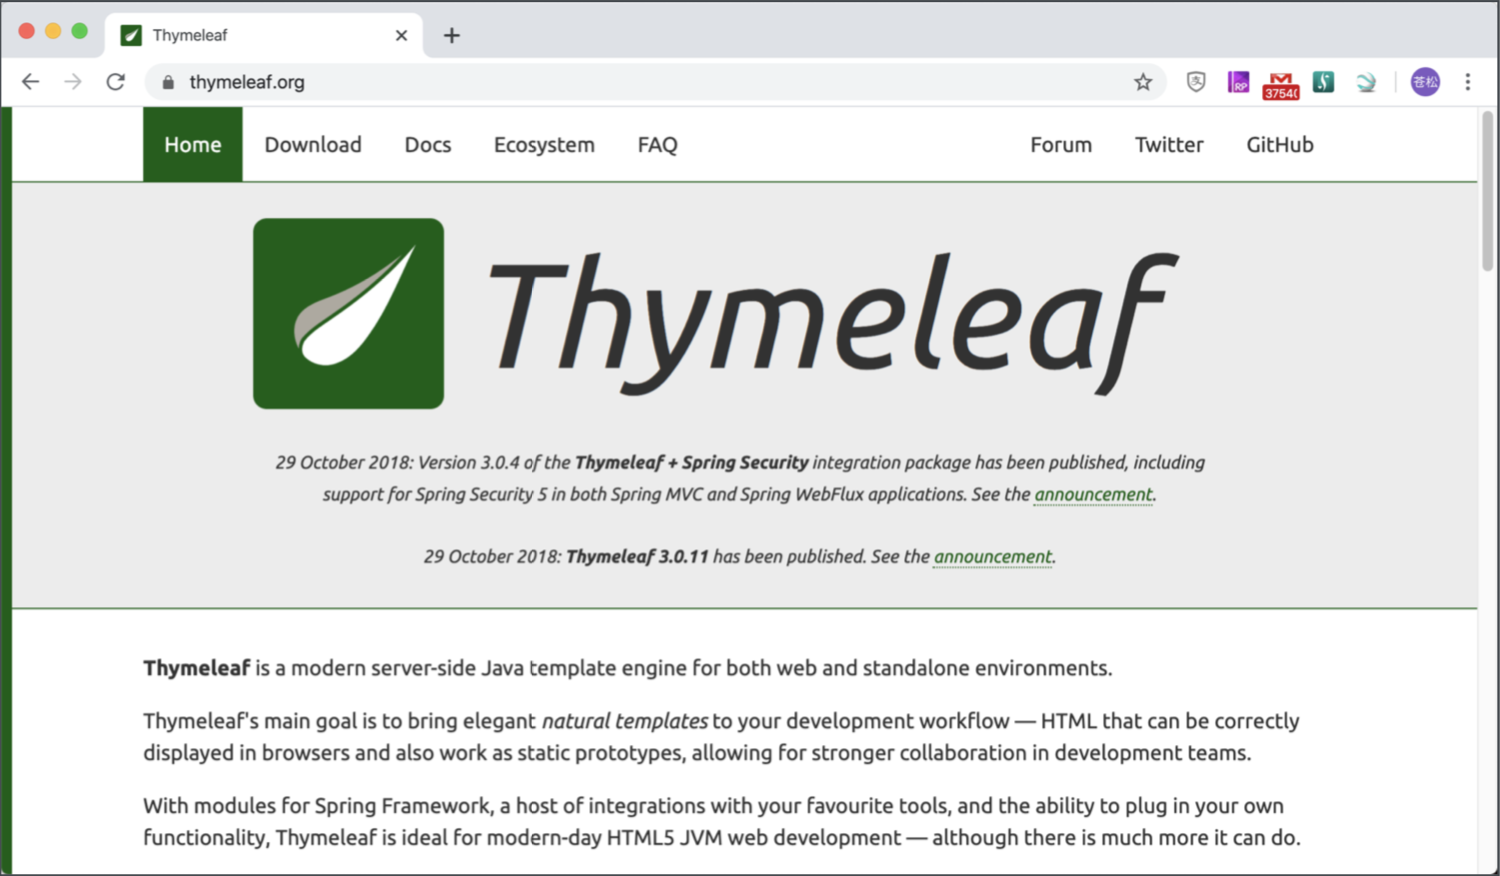 Thymeleaf
thymeleaf.org
RP
37540
苍松
Home Download Docs Ecosystem FAQ Forum Twitter GitHub
Thymeleaf
29 October 2018: Version 3.0.4 of the Thymeleaf + Spring Security integration package has been published, including
support for Spring Security 5 in both Spring MVC and Spring WebFlux applications. See the announcement.
29 October 2018: Thymeleaf 3.0.11 has been published. See the announcement.
Thymeleaf is a modern server-side Java template engine for both web and standalone environments.
Thymeleaf's main goal is to bring elegant natural templates to your development workflow — HTML that can be correctly
displayed in browsers and also work as static prototypes, allowing for stronger collaboration in development teams.
With modules for Spring Framework, a host of integrations with your favourite tools, and the ability to plug in your own
functionality, Thymeleaf is ideal for modern-day HTML5 JVM web development — although there is much more it can do.